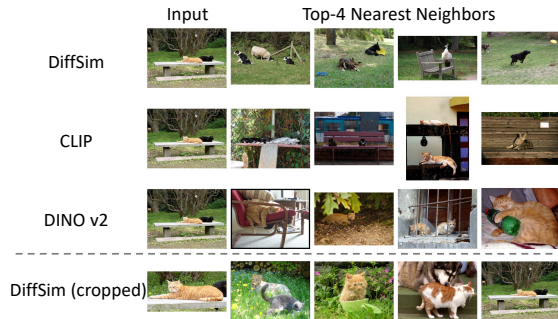 Input Top-4 Nearest Neighbors
DiffSim
CLIP
DINO v2
DiffSim (cropped)